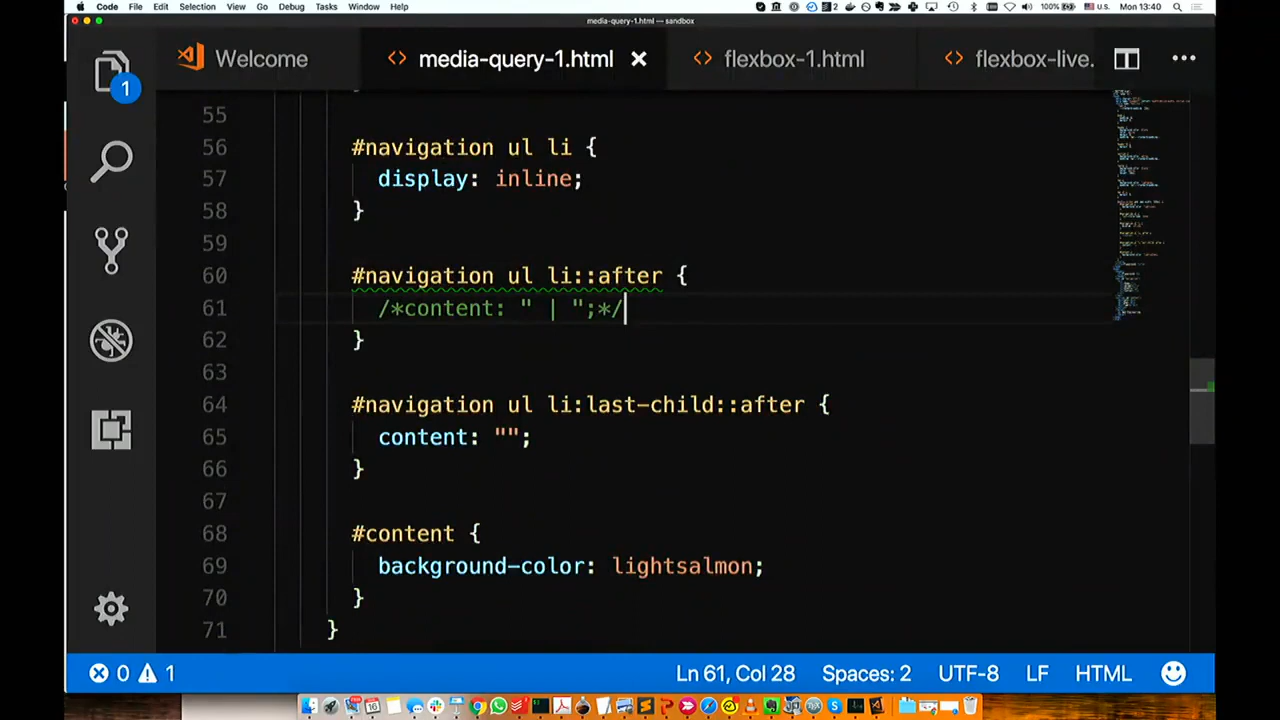 Code File Edit Selection View Go Debug Tasks Window Help 2 100% U.S. Mon 13:40
media-query-1.html — sandbox
Welcome media-query-1.html flexbox-1.html flexbox-live.
1
55
56 #navigation ul li {
57 display: inline;
58 }
59
60 #navigation ul li::after {
61 /*content: " | ";*/
62 }
63
64 #navigation ul li:last-child::after {
65 content: "";
66 }
67
68 #content {
69 background-color: lightsalmon;
70 }
71 }
0 1 Ln 61, Col 28 Spaces: 2 UTF-8 LF HTML